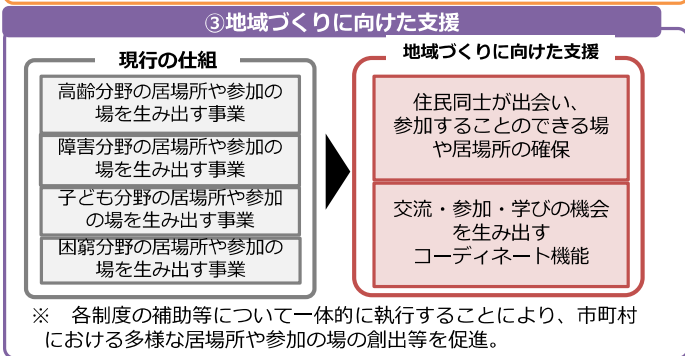 ③地域づくりに向けた支援
現行の仕組
高齢分野の居場所や参加の
場を生み出す事業
障害分野の居場所や参加の
場を生み出す事業
子ども分野の居場所や参加
の場を生み出す事業
困窮分野の居場所や参加の
場を生み出す事業
地域づくりに向けた支援
住民同士が出会い、
参加することのできる場
や居場所の確保
交流・参加・学びの機会
を生み出す
コーディネート機能
※　各制度の補助等について一体的に執行することにより、市町村
における多様な居場所や参加の場の創出等を促進。